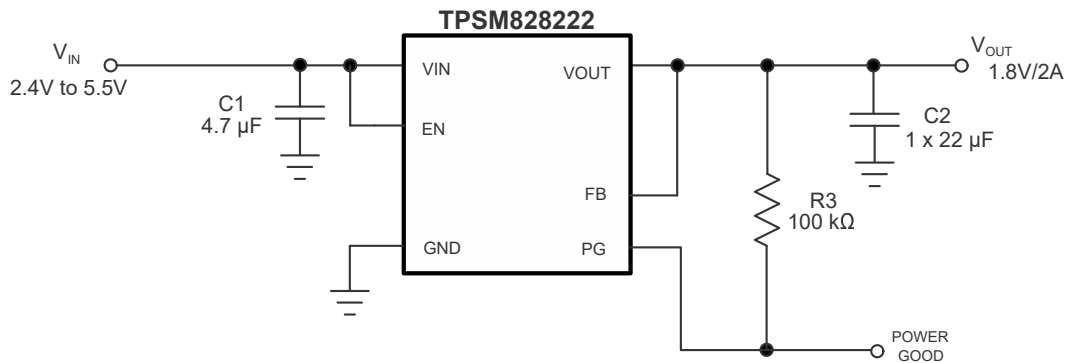 TPSM828222
V_IN
2.4V to 5.5V
C1
4.7 µF
VIN
EN
GND
VOUT
FB
PG
V_OUT
1.8V/2A
C2
1 x 22 µF
R3
100 kΩ
POWER
GOOD